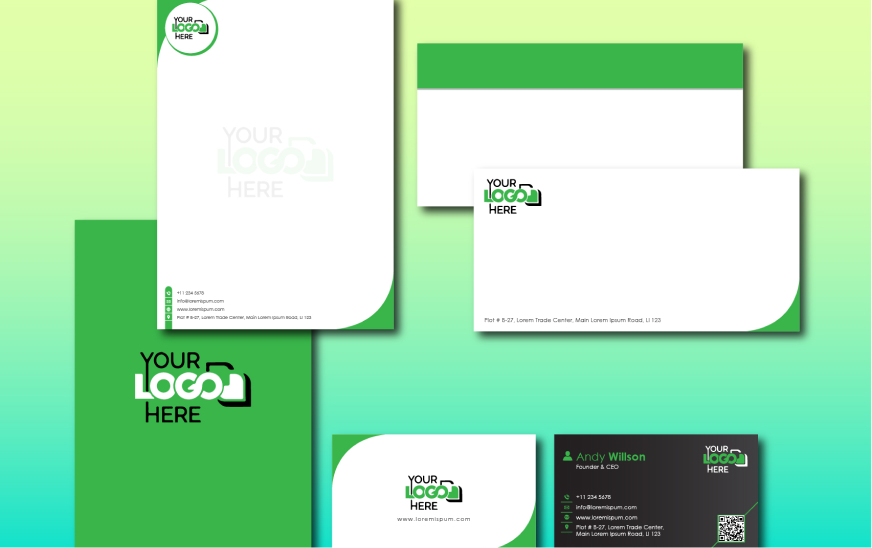 YOUR
LOGO
HERE
YOUR
LOGO
HERE
+11 234 5678
info@loremispum.com
www.loremispum.com
Plot # B-27, Lorem Trade Center, Main Lorem Ipsum Road, LI 123
YOUR
LOGO
HERE
Plot # B-27, Lorem Trade Center, Main Lorem Ipsum Road, LI 123
YOUR
LOGO
HERE
YOUR
LOGO
HERE
www.loremispum.com
Andy Willson
Founder & CEO
YOUR
LOGO
HERE
+11 234 5678
info@loremispum.com
www.loremispum.com
Plot # B-27, Lorem Trade Center,
Main Lorem Ipsum Road, LI 123